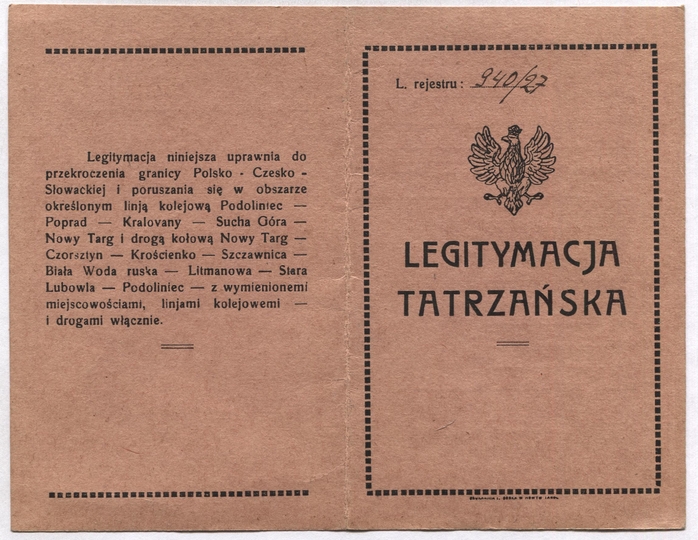 Legitymacja niniejsza uprawnia do
przekroczenia granicy Polsko - Czesko -
Słowackiej i poruszania się w obszarze
określonym linją kolejową Podoliniec —
Poprad — Kralovany — Sucha Góra —
Nowy Targ i drogą kołową Nowy Targ —
Czorsztyn — Krościenko — Szczawnica —
Biała Woda ruska — Litmanowa — Stara
Lubowla — Podoliniec — z wymienionemi
miejscowościami, linjami kolejowemi —
i drogami włącznie.
L. rejestru: 940/27
LEGITYMACJA
TATRZAŃSKA